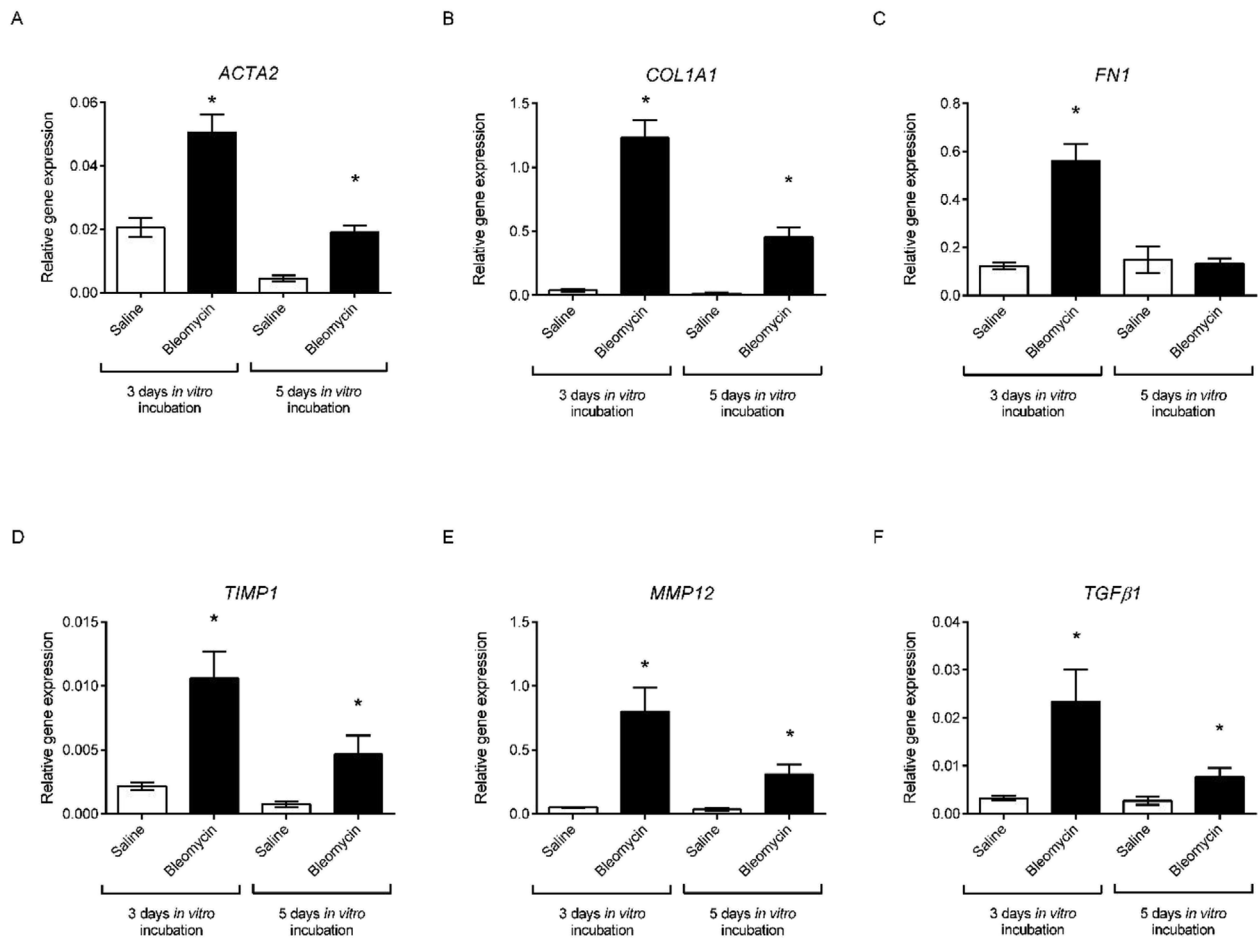 A
ACTA2
Relative gene expression
0.06
0.04
0.02
0.00
*
*
Saline
Bleomycin
Saline
Bleomycin
3 days in vitro
incubation
5 days in vitro
incubation
B
COL1A1
Relative gene expression
1.5
1.0
0.5
0.0
*
*
Saline
Bleomycin
Saline
Bleomycin
3 days in vitro
incubation
5 days in vitro
incubation
C
FN1
Relative gene expression
0.8
0.6
0.4
0.2
0.0
*
Saline
Bleomycin
Saline
Bleomycin
3 days in vitro
incubation
5 days in vitro
incubation
D
TIMP1
Relative gene expression
0.015
0.010
0.005
0.000
*
*
Saline
Bleomycin
Saline
Bleomycin
3 days in vitro
incubation
5 days in vitro
incubation
E
MMP12
Relative gene expression
1.5
1.0
0.5
0.0
*
*
Saline
Bleomycin
Saline
Bleomycin
3 days in vitro
incubation
5 days in vitro
incubation
F
TGFβ1
Relative gene expression
0.04
0.03
0.02
0.01
0.00
*
*
Saline
Bleomycin
Saline
Bleomycin
3 days in vitro
incubation
5 days in vitro
incubation